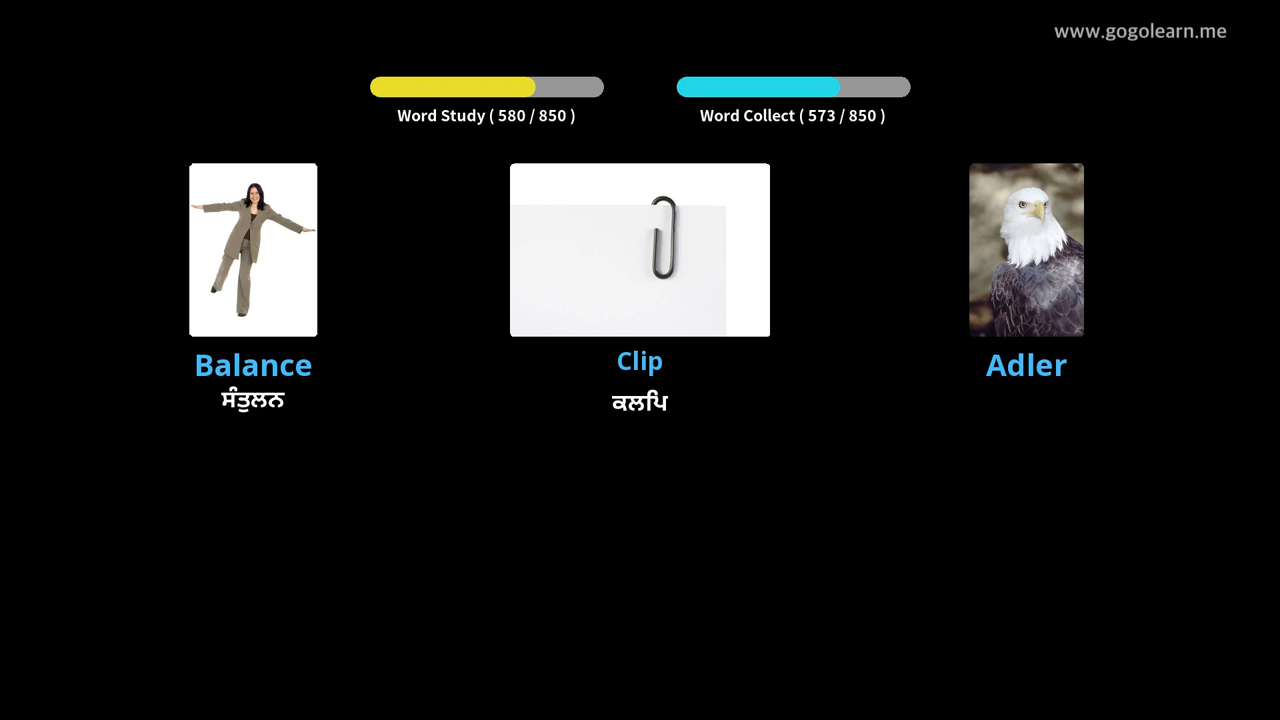 www.gogolearn.me
Word Study ( 580 / 850 )
Word Collect ( 573 / 850 )
Balance
ਸੰਤੁਲਨ
Clip
ਕਲਪਿ
Adler